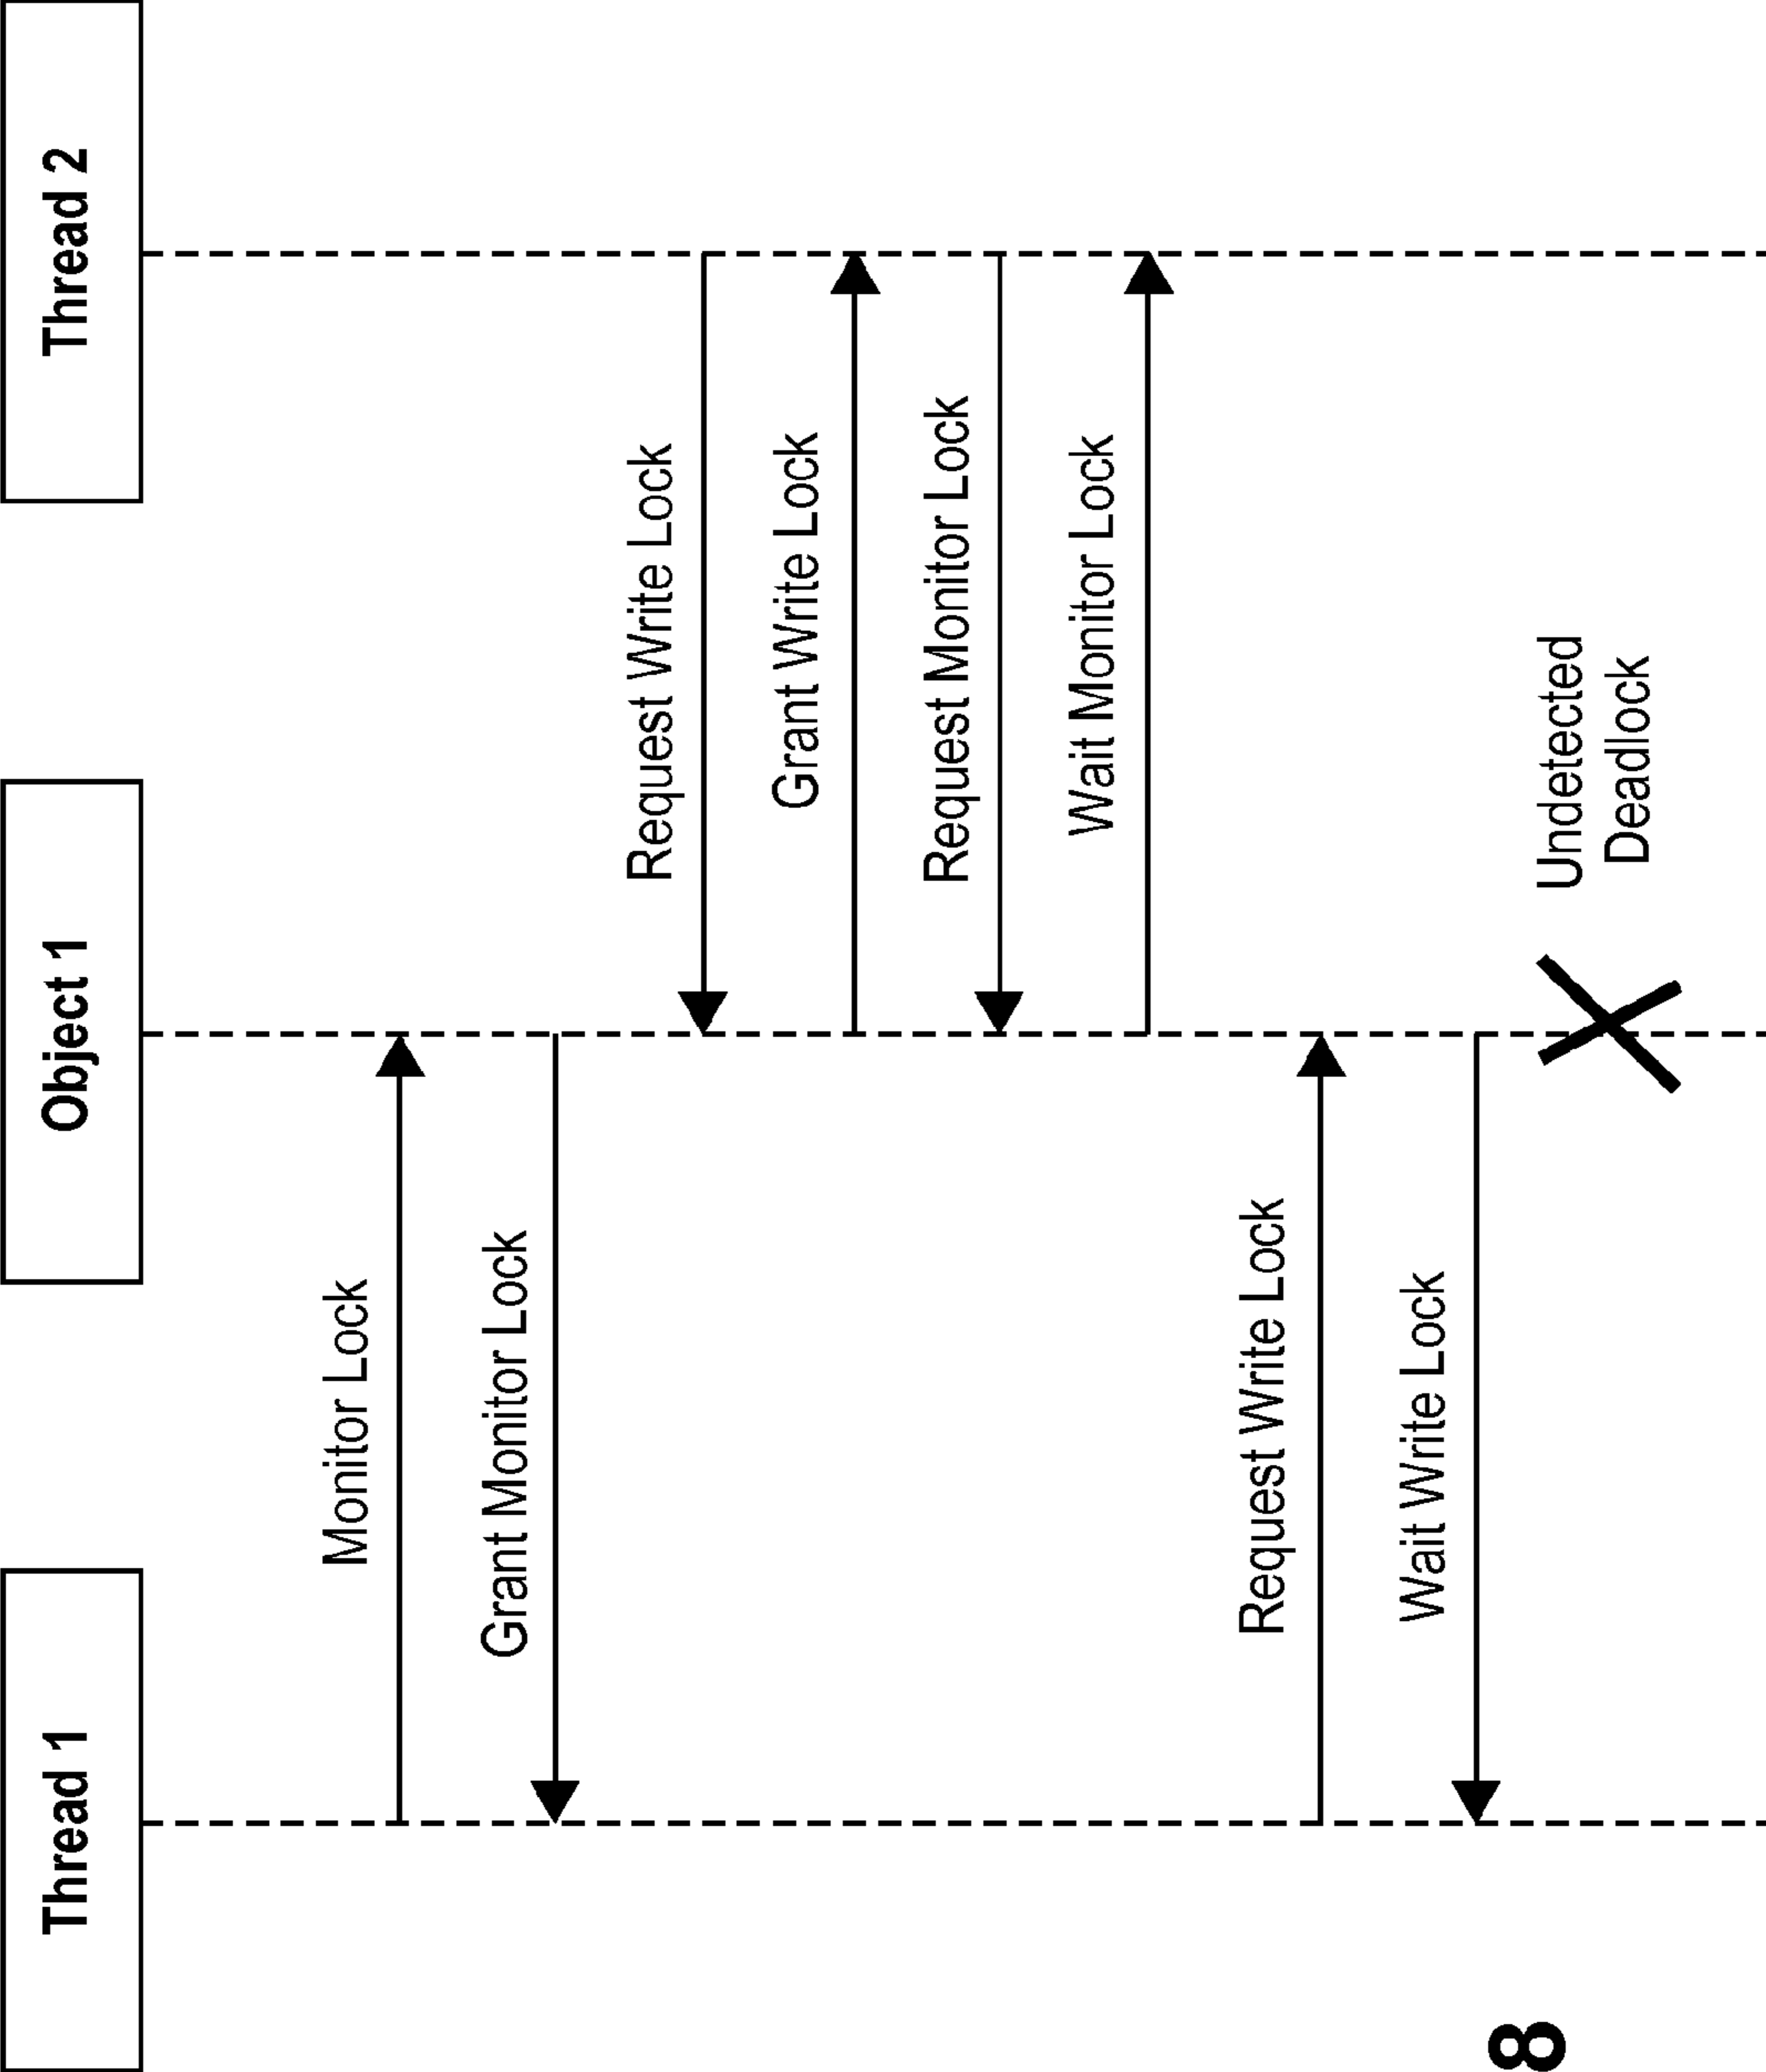 Thread 1
Object 1
Thread 2
Monitor Lock
Grant Monitor Lock
Request Write Lock
Grant Write Lock
Request Monitor Lock
Wait Monitor Lock
Request Write Lock
Wait Write Lock
Undetected
Deadlock
8